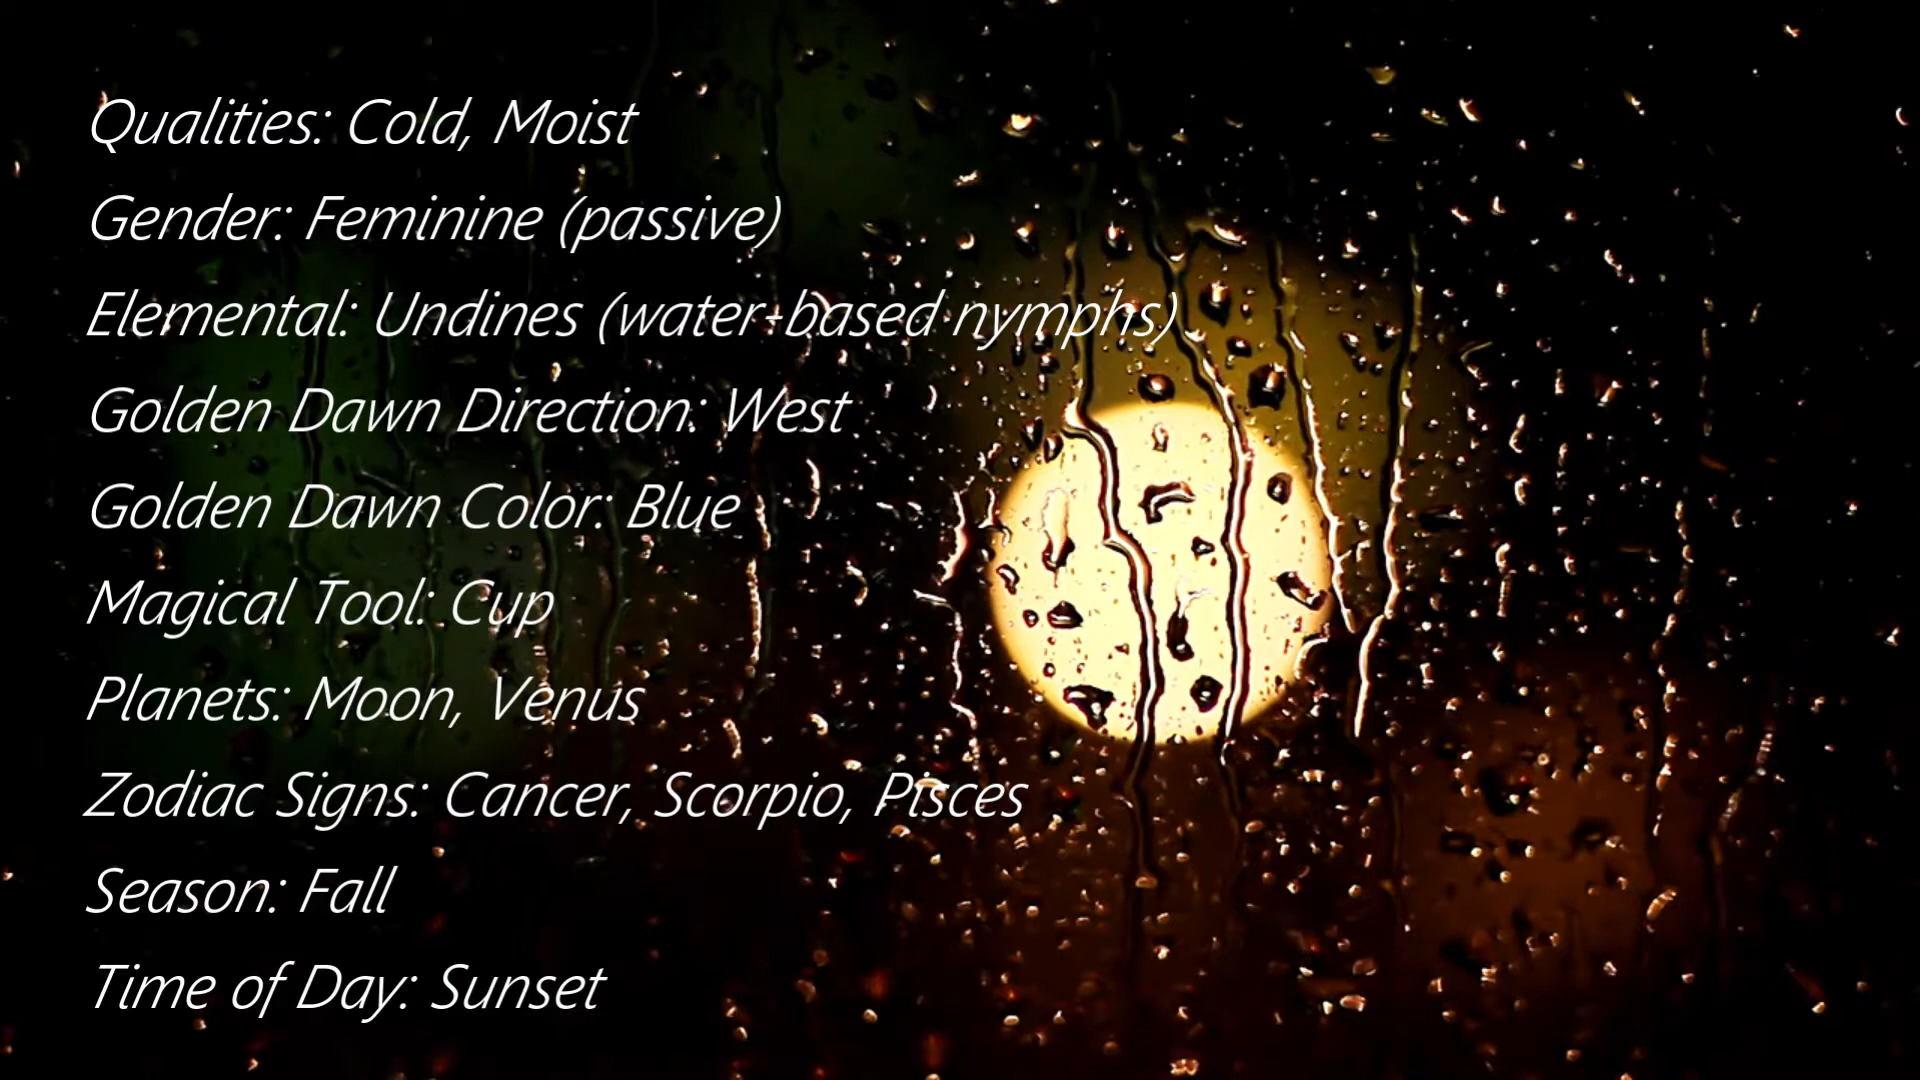 Qualities: Cold, Moist
Gender: Feminine (passive)
Elemental: Undines (water-based nymphs)
Golden Dawn Direction: West
Golden Dawn Color: Blue
Magical Tool: Cup
Planets: Moon, Venus
Zodiac Signs: Cancer, Scorpio, Pisces
Season: Fall
Time of Day: Sunset